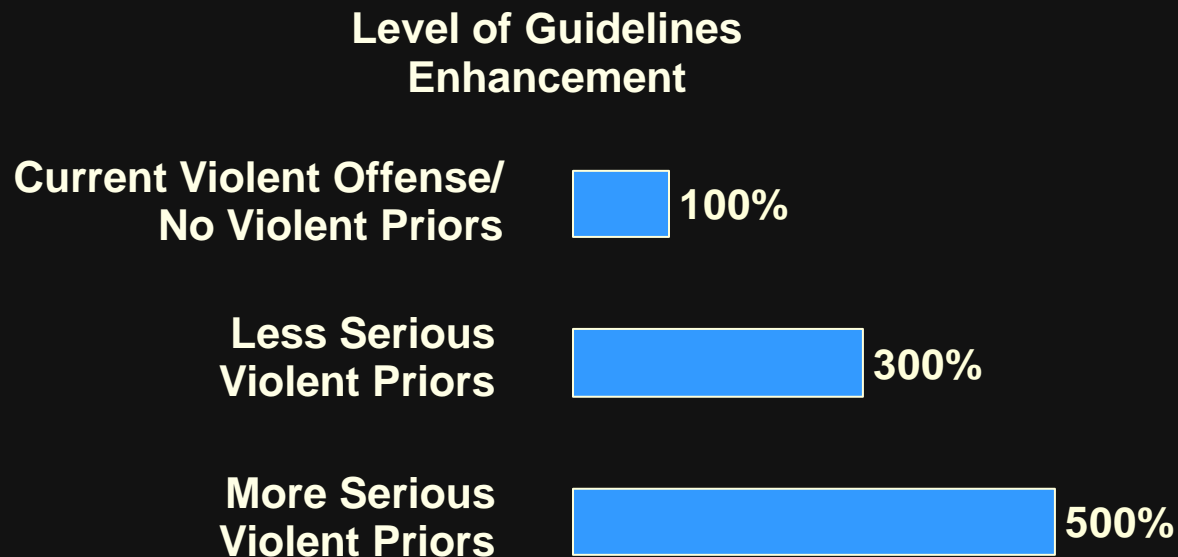 Level of Guidelines
Enhancement
Current Violent Offense/
No Violent Priors
100%
Less Serious
Violent Priors
300%
More Serious
Violent Priors
500%